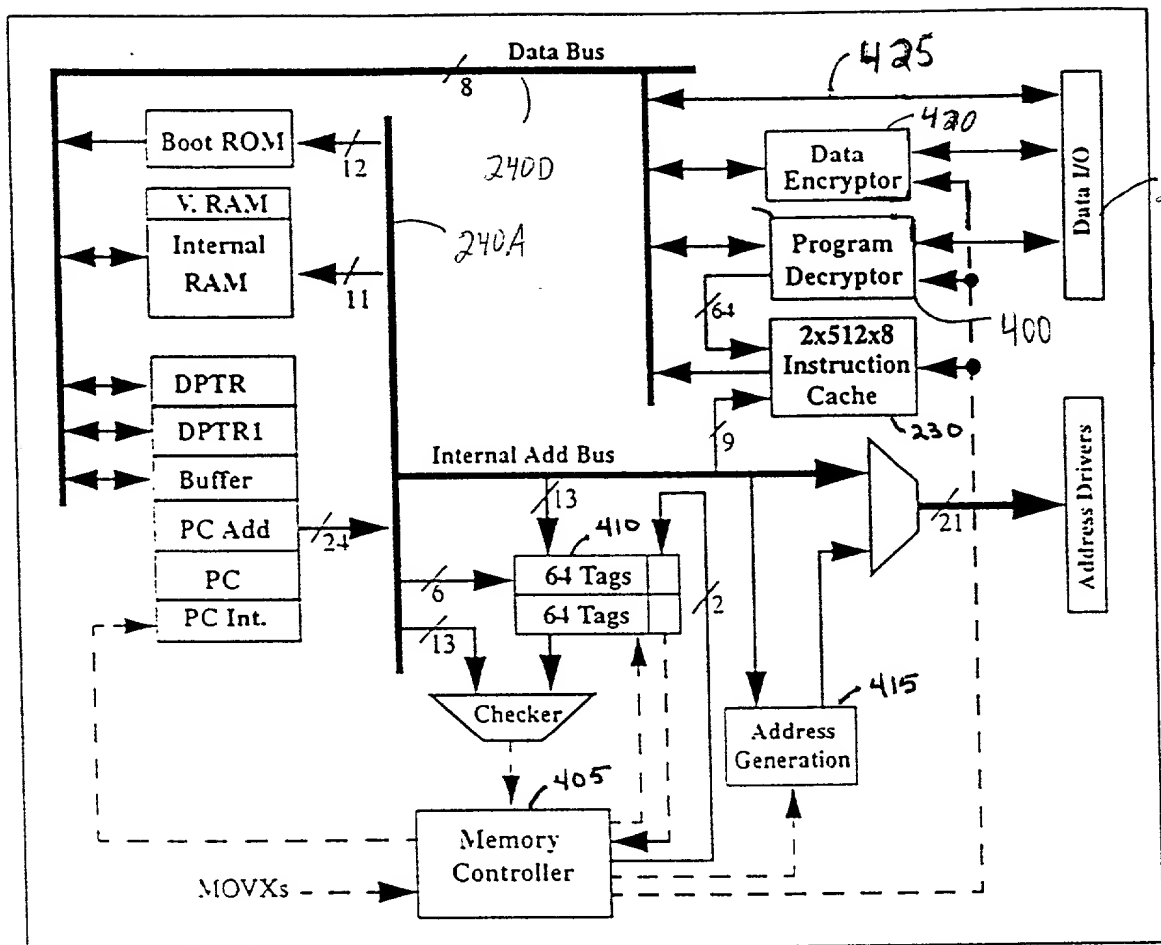 Data Bus
8
425
Boot ROM
12
240D
420
Data
Encryptor
Data I/O
V. RAM
Internal
RAM
11
240A
Program
Decryptor
64
400
2x512x8
Instruction
Cache
230
9
DPTR
DPTR1
Buffer
PC Add
24
PC
PC Int.
Internal Add Bus
13
410
21
Address Drivers
6
64 Tags
64 Tags
2
13
Checker
415
Address
Generation
405
Memory
Controller
MOVXs